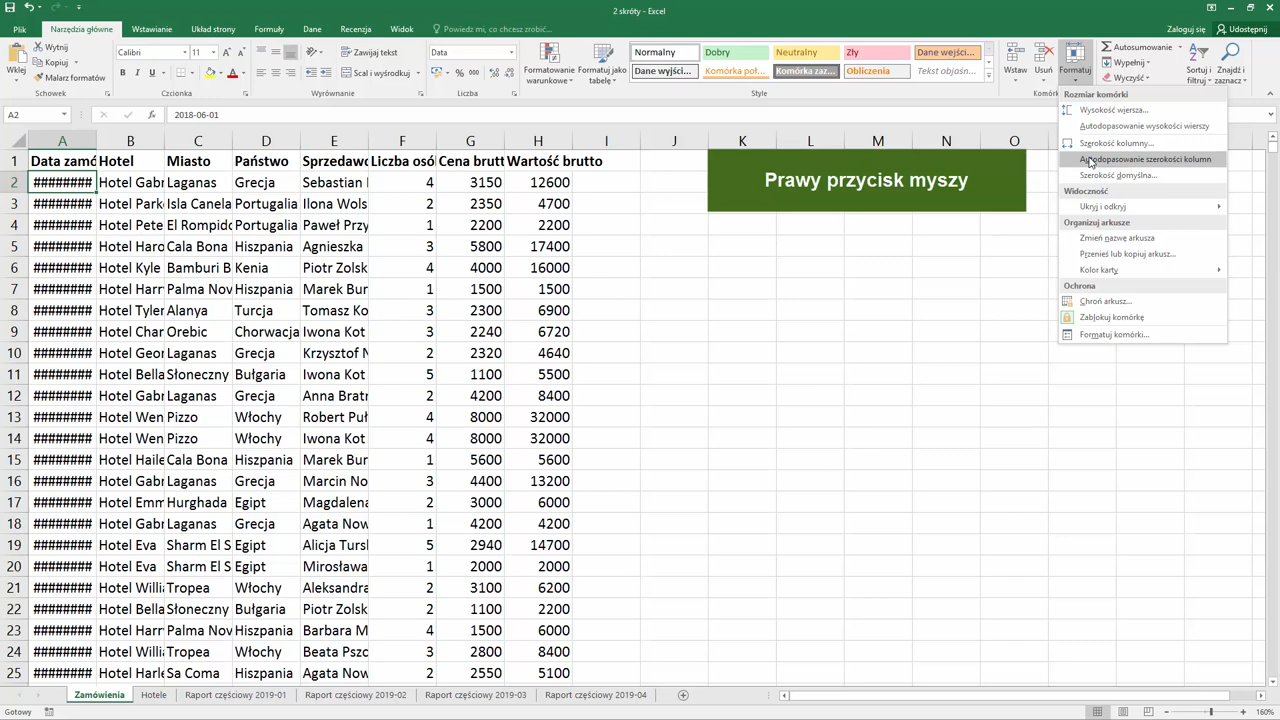 2 skróty - Excel
Plik Narzędzia główne Wstawianie Układ strony Formuły Dane Recenzja Widok Powiedz mi, co chcesz zrobić... Zaloguj się Udostępnij
Wklej
Wytnij
Kopiuj
Malarz formatów
Schowek
Calibri 11
B I U
Czcionka
Zawijaj tekst
Scal i wyśrodkuj
Wyrównanie
Data
Liczba
Formatowanie warunkowe
Formatuj jako tabelę
Normalny Dobry Neutralny Zły Dane wejści...
Dane wyjści... Komórka poł... Komórka zaz... Obliczenia Tekst objaśn...
Style
Wstaw Usuń Formatuj
Komórki
Autosumowanie
Wypełnij
Wyczyść
Sortuj i filtruj
Znajdź i zaznacz
A2 fx 2018-06-01
Rozmiar komórki
Wysokość wiersza...
Autodopasowanie wysokości wierszy
Szerokość kolumny...
Autodopasowanie szerokości kolumn
Szerokość domyślna...
Widoczność
Ukryj i odkryj
Organizuj arkusze
Zmień nazwę arkusza
Przenieś lub kopiuj arkusz...
Kolor karty
Ochrona
Chroń arkusz...
Zablokuj komórkę
Formatuj komórki...
A B C D E F G H I J K L M N O
1 Data zamó Hotel Miasto Państwo Sprzedawc Liczba osó Cena brutt Wartość brutto
Prawy przycisk myszy
2 ######## Hotel Gabr Laganas Grecja Sebastian 4 3150 12600
3 ######## Hotel Parke Isla Canela Portugalia Ilona Wols 2 2350 4700
4 ######## Hotel Pete El Rompido Portugalia Paweł Przy 1 2200 2200
5 ######## Hotel Haro Cala Bona Hiszpania Agnieszka 3 5800 17400
6 ######## Hotel Kyle Bamburi B Kenia Piotr Zolsk 4 4000 16000
7 ######## Hotel Harr Palma Nov Hiszpania Marek Bur 1 1500 1500
8 ######## Hotel Tyler Alanya Turcja Tomasz Ko 3 2300 6900
9 ######## Hotel Char Orebic Chorwacja Iwona Kot 3 2240 6720
10 ######## Hotel Geor Laganas Grecja Krzysztof N 2 2320 4640
11 ######## Hotel Bella Słoneczny Bułgaria Iwona Kot 5 1100 5500
12 ######## Hotel Gabr Laganas Grecja Anna Bratr 2 4200 8400
13 ######## Hotel Wen Pizzo Włochy Robert Puł 4 8000 32000
14 ######## Hotel Wen Pizzo Włochy Iwona Kot 4 8000 32000
15 ######## Hotel Haile Cala Bona Hiszpania Marek Bur 1 5600 5600
16 ######## Hotel Gabr Laganas Grecja Marcin No 3 4400 13200
17 ######## Hotel Emm Hurghada Egipt Magdalena 2 3000 6000
18 ######## Hotel Gabr Laganas Grecja Agata Now 1 4200 4200
19 ######## Hotel Eva Sharm El S Egipt Alicja Tursk 5 2940 14700
20 ######## Hotel Eva Sharm El S Egipt Mirosława 1 2000 2000
21 ######## Hotel Willi Tropea Włochy Aleksandra 2 3100 6200
22 ######## Hotel Bella Słoneczny Bułgaria Piotr Zolsk 2 1100 2200
23 ######## Hotel Harr Palma Nov Hiszpania Barbara M 4 1500 6000
24 ######## Hotel Willi Tropea Włochy Beata Pszc 3 2800 8400
25 ######## Hotel Harle Sa Coma Hiszpania Agata Now 2 2550 5100
Zamówienia Hotele Raport częściowy 2019-01 Raport częściowy 2019-02 Raport częściowy 2019-03 Raport częściowy 2019-04
Gotowy 160%